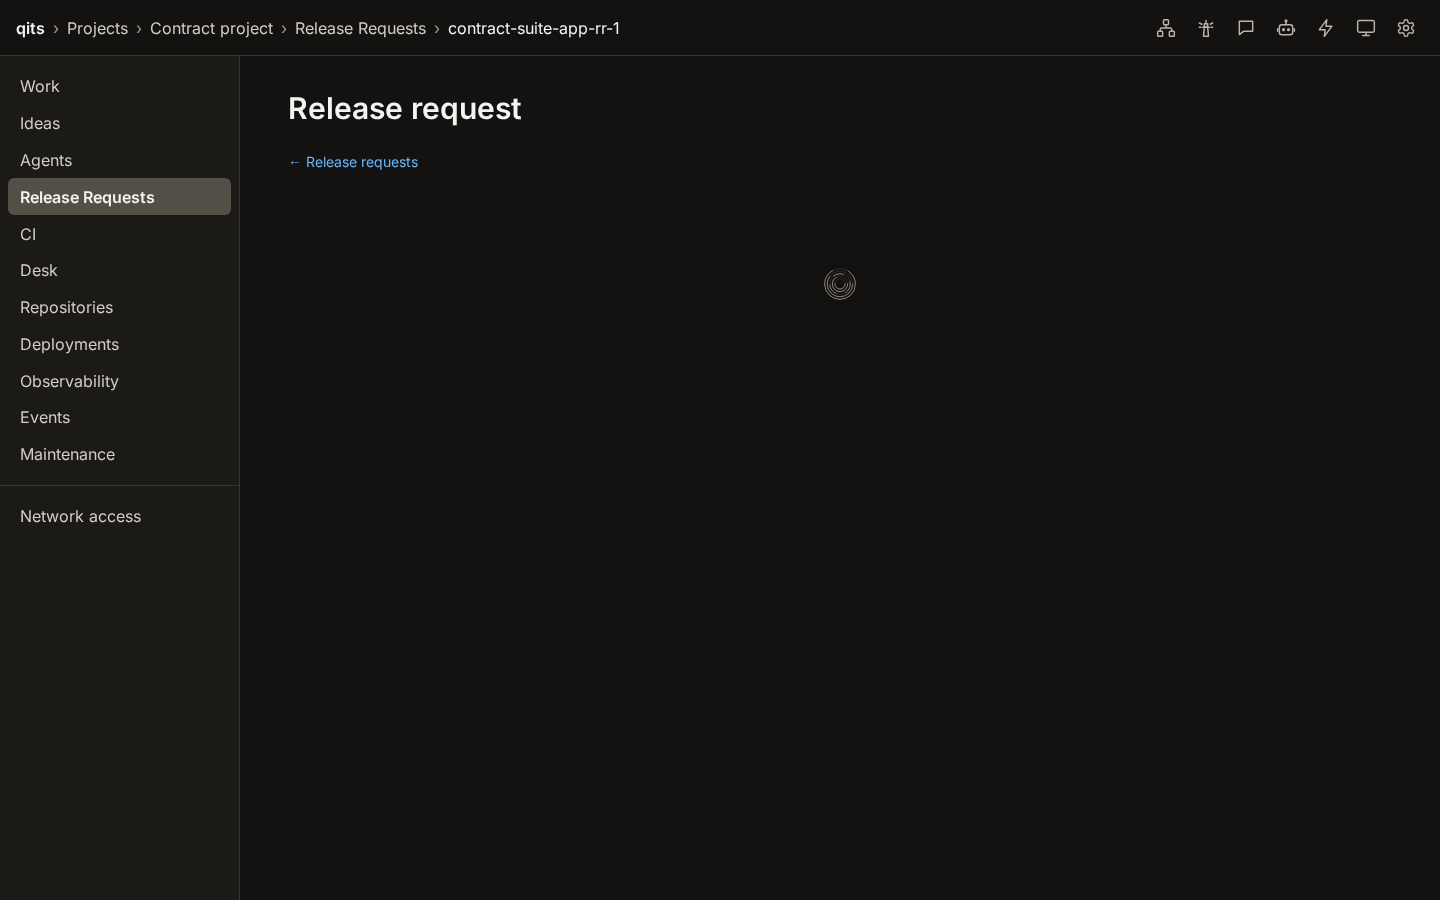 qits › Projects › Contract project › Release Requests › contract-suite-app-rr-1
Work
Ideas
Agents
Release Requests
CI
Desk
Repositories
Deployments
Observability
Events
Maintenance
Network access
Release request
← Release requests